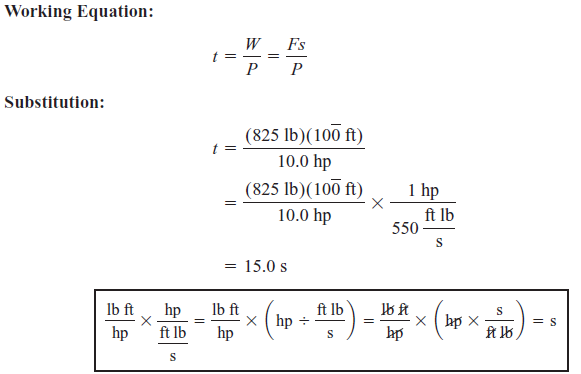 Working Equation:
t = W/P = Fs/P
Substitution:
t = (825 lb)(100̅ ft)/10.0 hp
= (825 lb)(100̅ ft)/10.0 hp × 1 hp/(550 ft lb/s)
= 15.0 s
lb ft/hp × hp/(ft lb/s) = lb ft/hp × (hp ÷ ft lb/s) = lb ft/hp × (hp × s/ft lb) = s